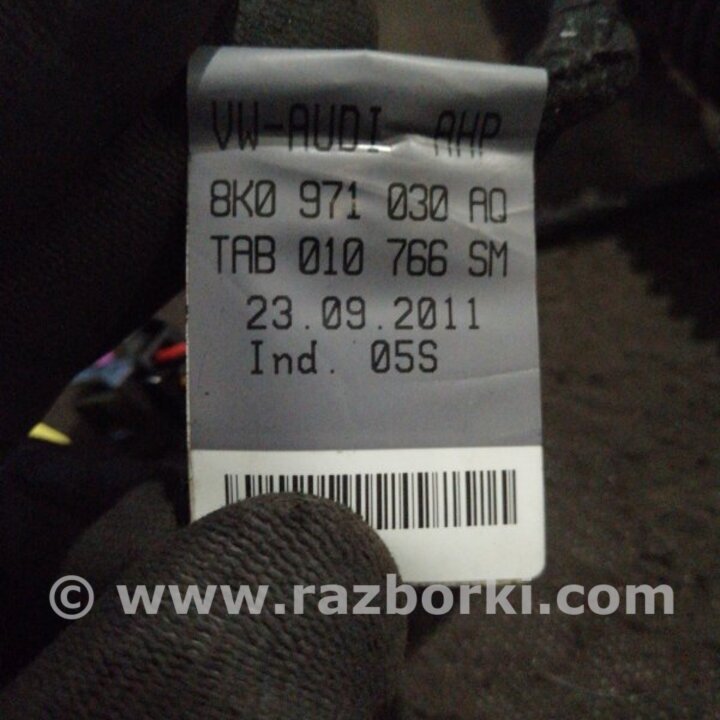 VW-AUDI AHP
8K0 971 030 AQ
TAB 010 766 SM
23.09.2011
Ind. 05S
© www.razborki.com